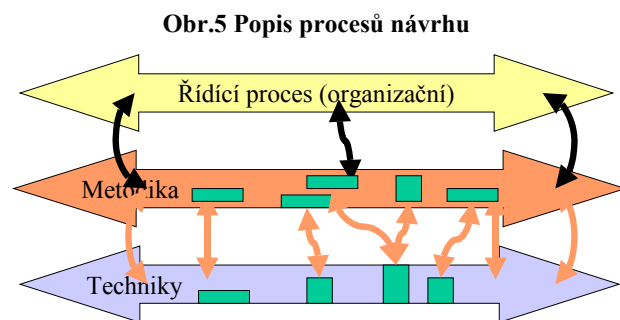 Obr.5 Popis procesů návrhu
Řídící proces (organizační)
Metodika
Techniky